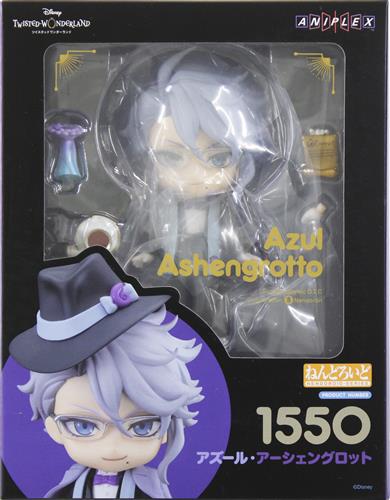 Disney
TWISTED-WONDERLAND
ツイステッドワンダーランド
ANIPLEX
Azul
Ashengrotto
ねんどろいど
NENDOROID SERIES
PRODUCT NUMBER
1550
アズール・アーシェングロット
©Disney